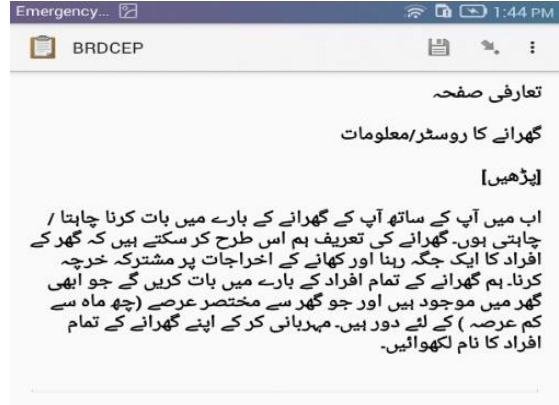 Emergency... 1:44 PM
BRDCEP
تعارفی صفحہ
گھرانے کا روسٹر/معلومات
[پڑھیں]
اب میں آپ کے ساتھ آپ کے گھرانے کے بارے میں بات کرنا چاہتا /
چاہتی ہوں۔ گھرانے کی تعریف ہم اس طرح کر سکتے ہیں کہ گھر کے
افراد کا ایک جگہ رہنا اور کھانے کے اخراجات پر مشترکہ خرچہ
کرنا۔ ہم گھرانے کے تمام افراد کے بارے میں بات کریں گے جو ابھی
گھر میں موجود ہیں اور جو گھر سے مختصر عرصے (چھ ماہ سے
کم عرصہ ) کے لئے دور ہیں۔ مہربانی کر کے اپنے گھرانے کے تمام
افراد کا نام لکھوائیں۔